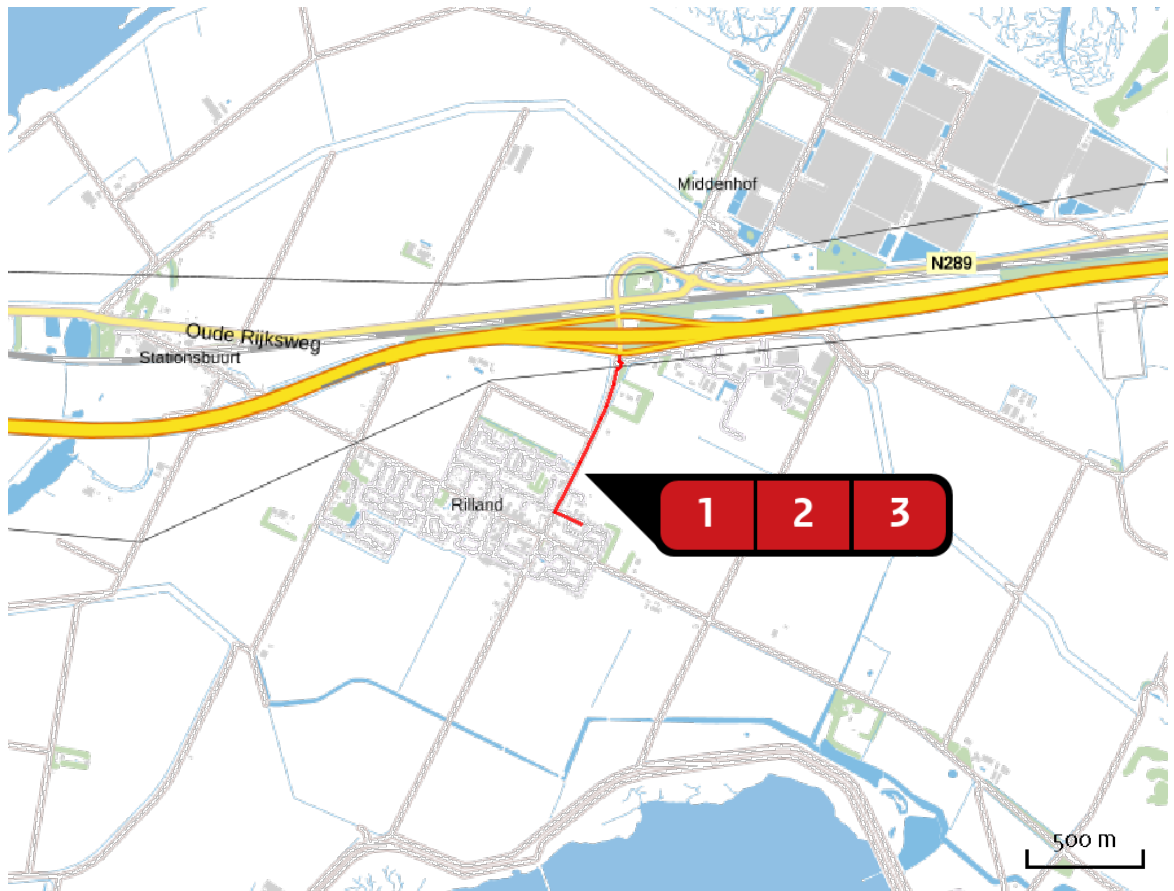 Middenhof
N289
Oude Rijksweg
Stationsbuurt
Rilland
1 2 3
500 m